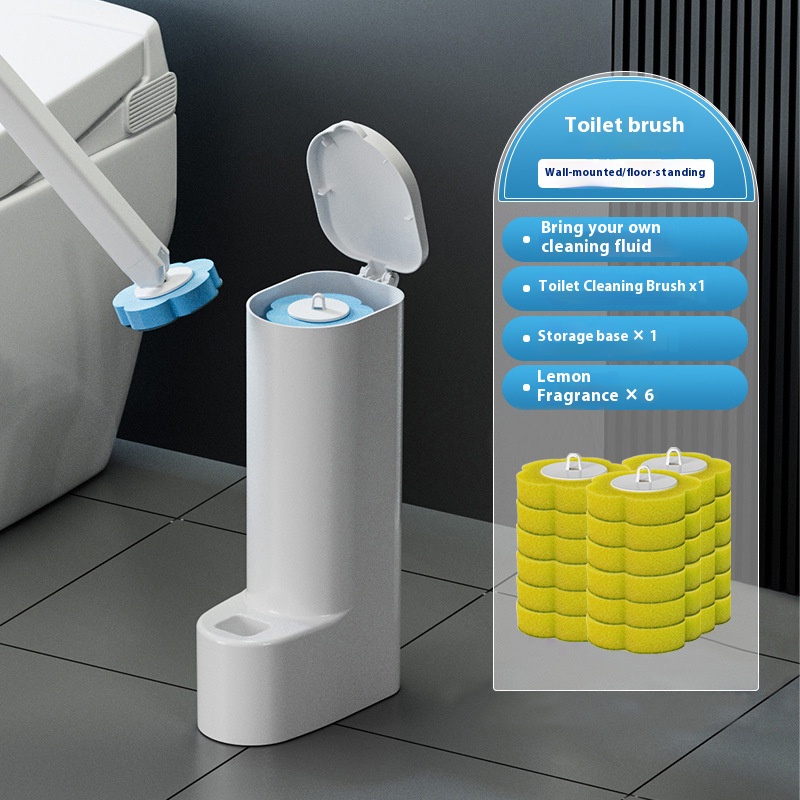 Toilet brush
Wall-mounted/floor-standing
Bring your own
cleaning fluid
Toilet Cleaning Brush x1
Storage base × 1
Lemon
Fragrance × 6